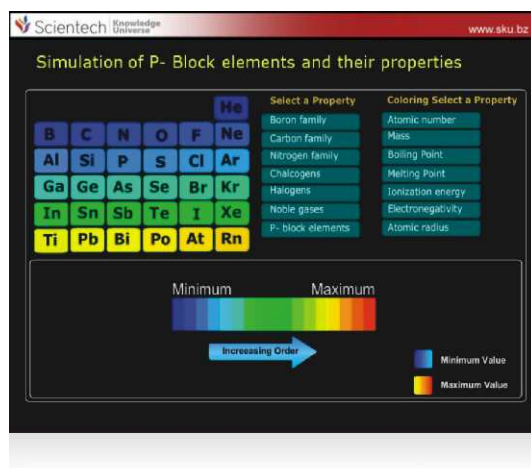 Scientech Knowledge Universe www.sku.bz
Simulation of P- Block elements and their properties
He
B C N O F Ne
Al Si P S Cl Ar
Ga Ge As Se Br Kr
In Sn Sb Te I Xe
Ti Pb Bi Po At Rn
Select a Property
Boron family
Carbon family
Nitrogen family
Chalcogens
Halogens
Noble gases
P- block elements
Coloring Select a Property
Atomic number
Mass
Boiling Point
Melting Point
Ionization energy
Electronegativity
Atomic radius
Minimum Maximum
Increasing Order
Minimum Value
Maximum Value